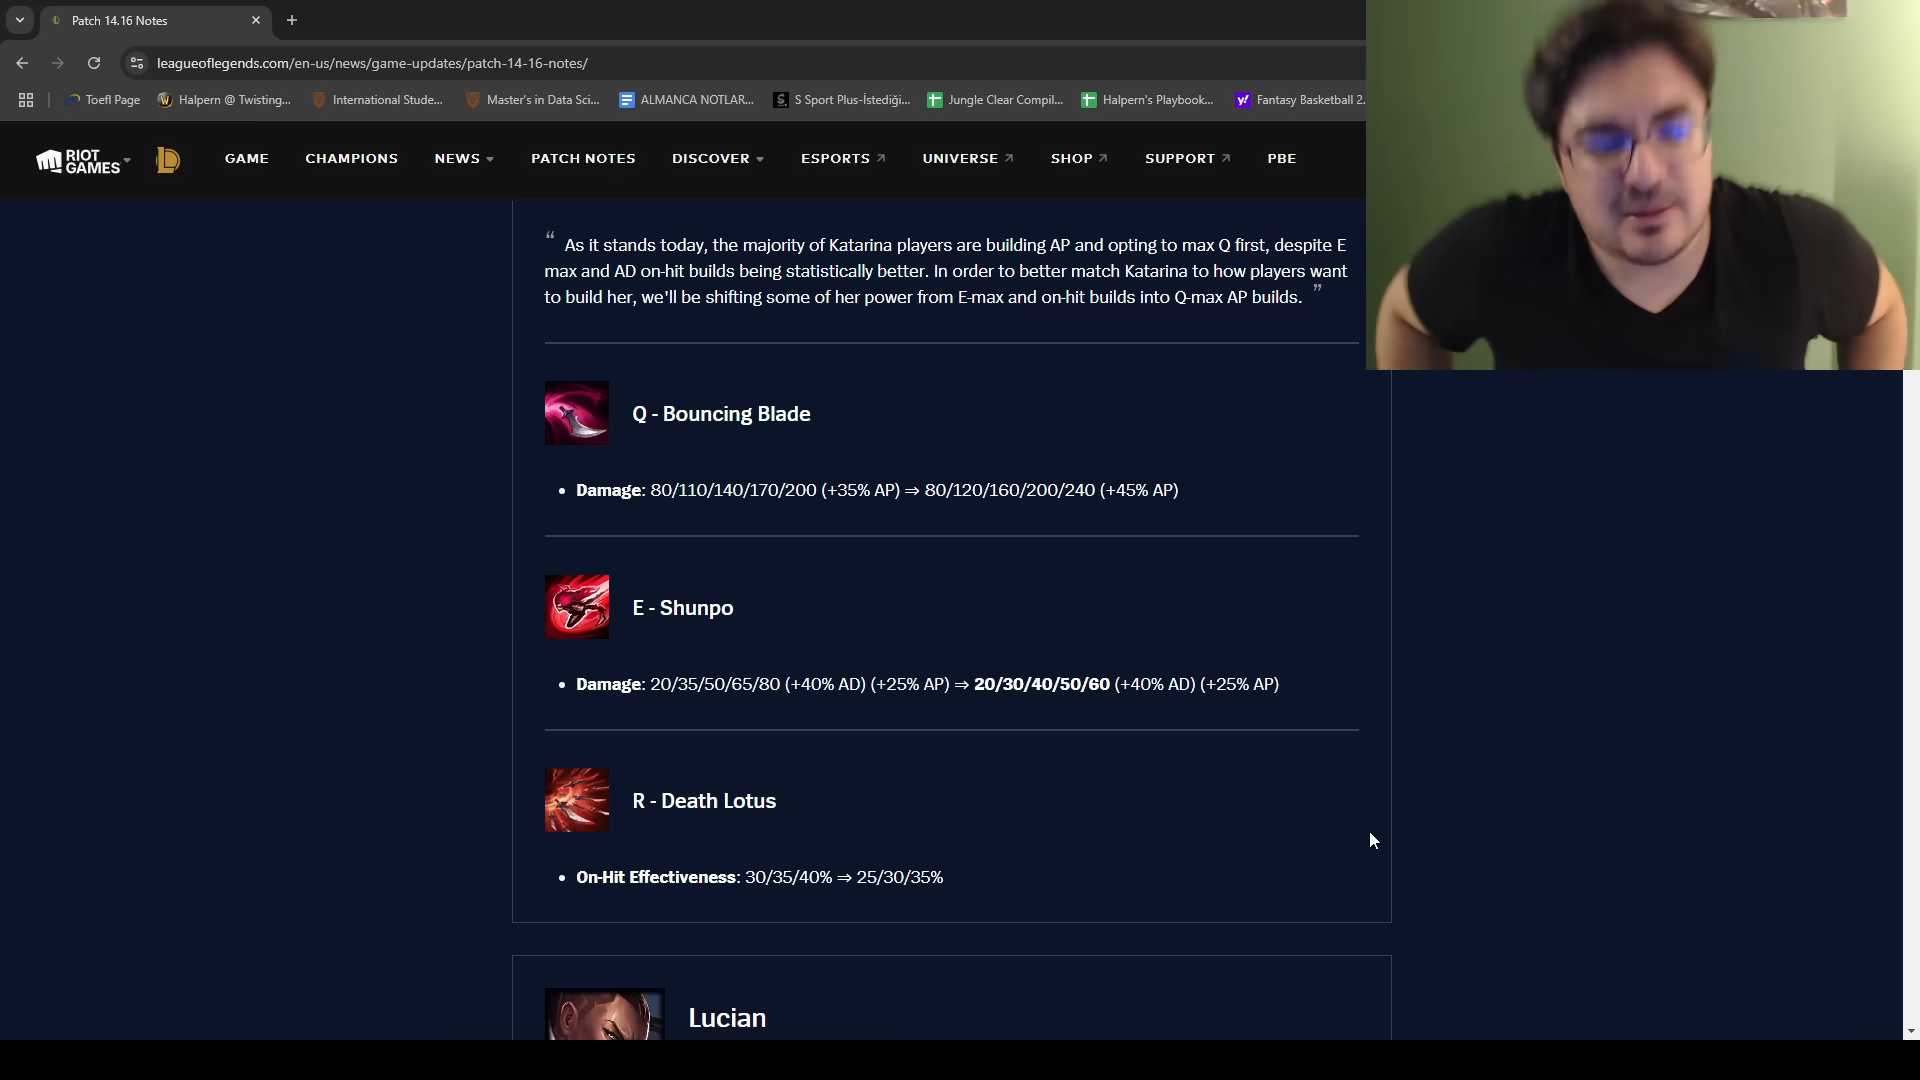 Patch 14.16 Notes
leagueoflegends.com/en-us/news/game-updates/patch-14-16-notes/
Toefl Page
Halpern @ Twisting...
International Stude...
Master's in Data Sci...
ALMANCA NOTLAR...
S Sport Plus-İstediği...
Jungle Clear Compil...
Halpern's Playbook...
Fantasy Basketball 2.
RIOT GAMES
GAME
CHAMPIONS
NEWS
PATCH NOTES
DISCOVER
ESPORTS
UNIVERSE
SHOP
SUPPORT
PBE
“ As it stands today, the majority of Katarina players are building AP and opting to max Q first, despite E
max and AD on-hit builds being statistically better. In order to better match Katarina to how players want
to build her, we'll be shifting some of her power from E-max and on-hit builds into Q-max AP builds. ”
Q - Bouncing Blade
• Damage: 80/110/140/170/200 (+35% AP) ⇒ 80/120/160/200/240 (+45% AP)
E - Shunpo
• Damage: 20/35/50/65/80 (+40% AD) (+25% AP) ⇒ 20/30/40/50/60 (+40% AD) (+25% AP)
R - Death Lotus
• On-Hit Effectiveness: 30/35/40% ⇒ 25/30/35%
Lucian